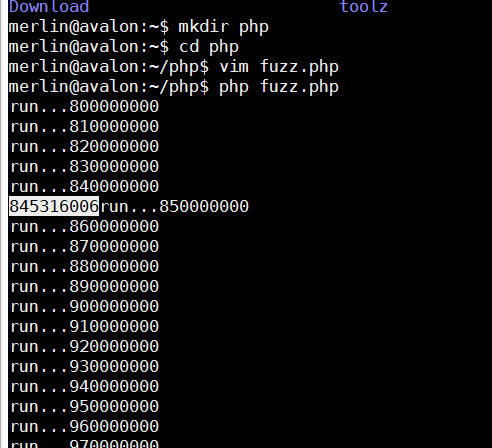 Download toolz
merlin@avalon:~$ mkdir php
merlin@avalon:~$ cd php
merlin@avalon:~/php$ vim fuzz.php
merlin@avalon:~/php$ php fuzz.php
run...800000000
run...810000000
run...820000000
run...830000000
run...840000000
845316006run...850000000
run...860000000
run...870000000
run...880000000
run...890000000
run...900000000
run...910000000
run...920000000
run...930000000
run...940000000
run...950000000
run...960000000
run...970000000